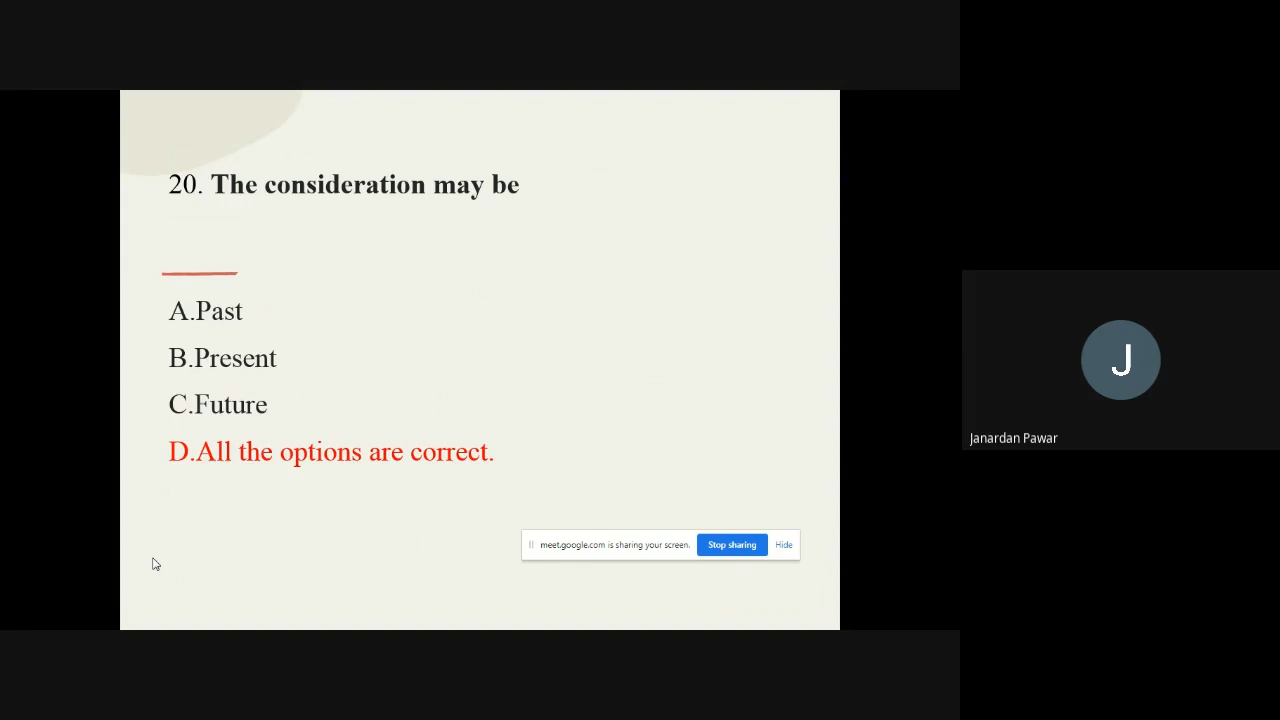 20. The consideration may be
A.Past
B.Present
C.Future
D.All the options are correct.
meet.google.com is sharing your screen. Stop sharing Hide
J
Janardan Pawar